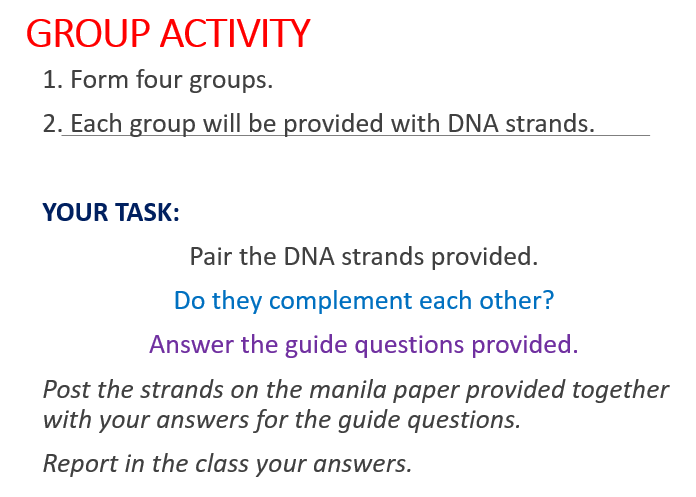 GROUP ACTIVITY
1. Form four groups.
2. Each group will be provided with DNA strands.
YOUR TASK:
Pair the DNA strands provided.
Do they complement each other?
Answer the guide questions provided.
Post the strands on the manila paper provided together
with your answers for the guide questions.
Report in the class your answers.